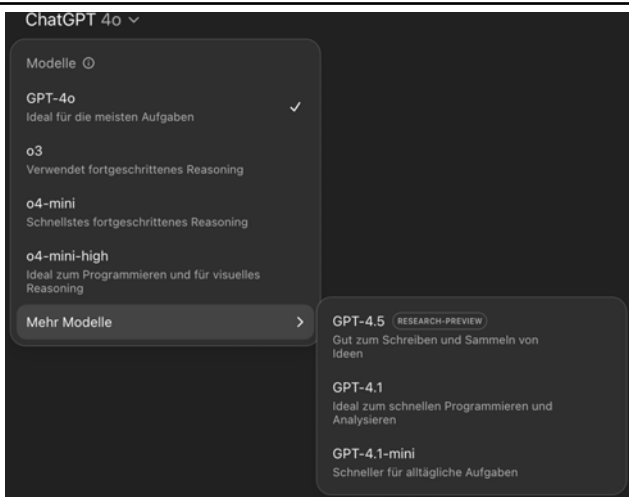 ChatGPT 4o
Modelle
GPT-4o
Ideal für die meisten Aufgaben
o3
Verwendet fortgeschrittenes Reasoning
o4-mini
Schnellstes fortgeschrittenes Reasoning
o4-mini-high
Ideal zum Programmieren und für visuelles
Reasoning
Mehr Modelle
GPT-4.5 RESEARCH-PREVIEW
Gut zum Schreiben und Sammeln von
Ideen
GPT-4.1
Ideal zum schnellen Programmieren und
Analysieren
GPT-4.1-mini
Schneller für alltägliche Aufgaben